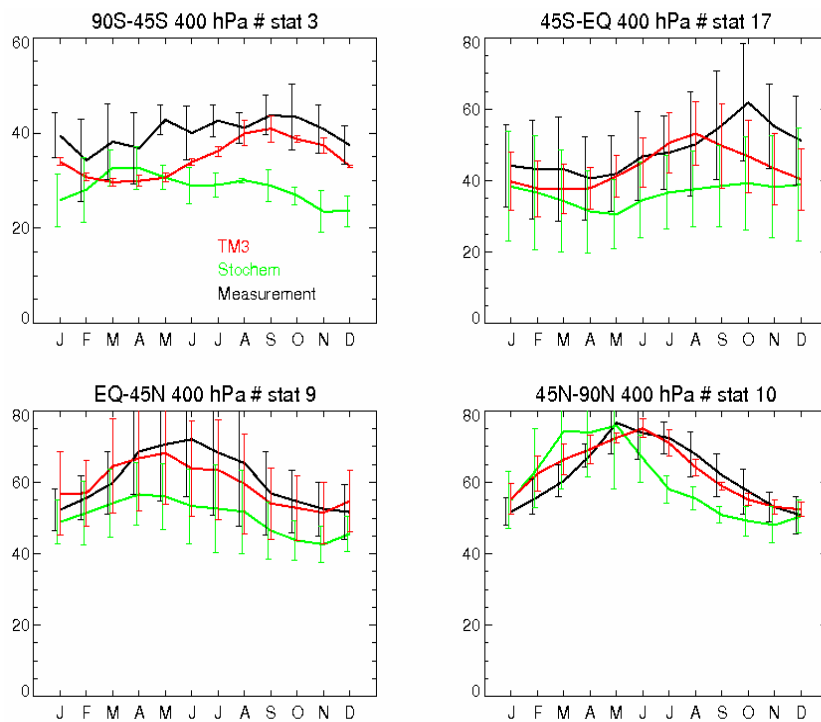 90S-45S 400 hPa # stat 3
60
40
20
0
TM3
Stochem
Measurement
J F M A M J J A S O N D
45S-EQ 400 hPa # stat 17
80
60
40
20
0
J F M A M J J A S O N D
EQ-45N 400 hPa # stat 9
80
60
40
20
0
J F M A M J J A S O N D
45N-90N 400 hPa # stat 10
80
60
40
20
0
J F M A M J J A S O N D